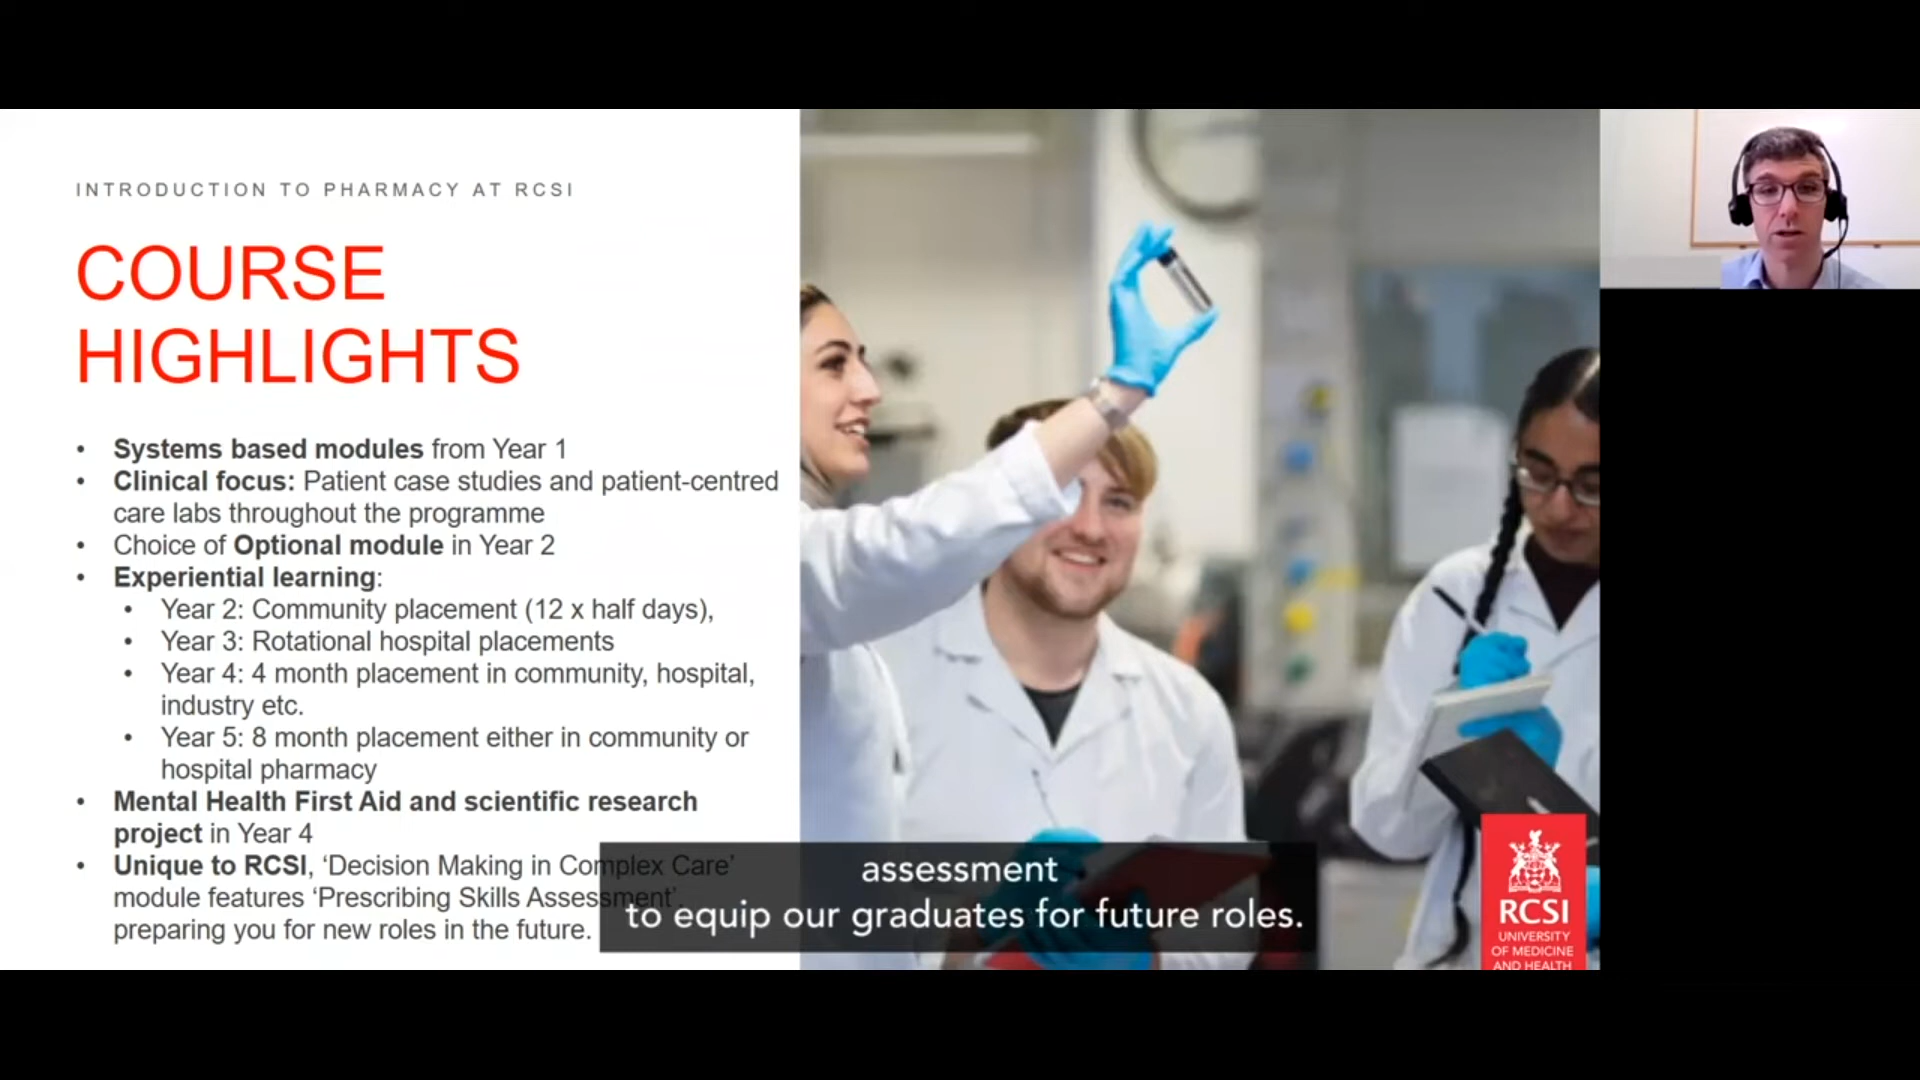 INTRODUCTION TO PHARMACY AT RCSI
COURSE
HIGHLIGHTS
• Systems based modules from Year 1
• Clinical focus: Patient case studies and patient-centred
care labs throughout the programme
• Choice of Optional module in Year 2
• Experiential learning:
• Year 2: Community placement (12 x half days),
• Year 3: Rotational hospital placements
• Year 4: 4 month placement in community, hospital,
industry etc.
• Year 5: 8 month placement either in community or
hospital pharmacy
• Mental Health First Aid and scientific research
project in Year 4
• Unique to RCSI, ‘Decision Making in Complex Care’
module features ‘Prescribing Skills Assessment’.
preparing you for new roles in the future.
assessment
to equip our graduates for future roles.
RCSI
UNIVERSITY
OF MEDICINE
AND HEALTH